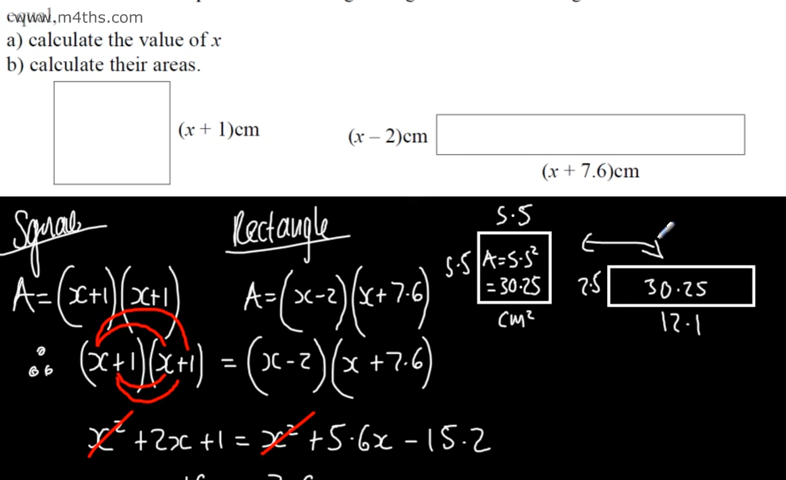 equal,
www.m4ths.com
a) calculate the value of x
b) calculate their areas.
(x + 1)cm
(x – 2)cm
(x + 7.6)cm
Square
Rectangle
A=(x+1)(x+1)
A=(x-2)(x+7.6)
∴ (x+1)(x+1) = (x-2)(x+7.6)
x² +2x+1 = x² +5.6x -15.2
5.5
5.5
A=5.5²
=30.25
cm²
3.5
30.25
12.1